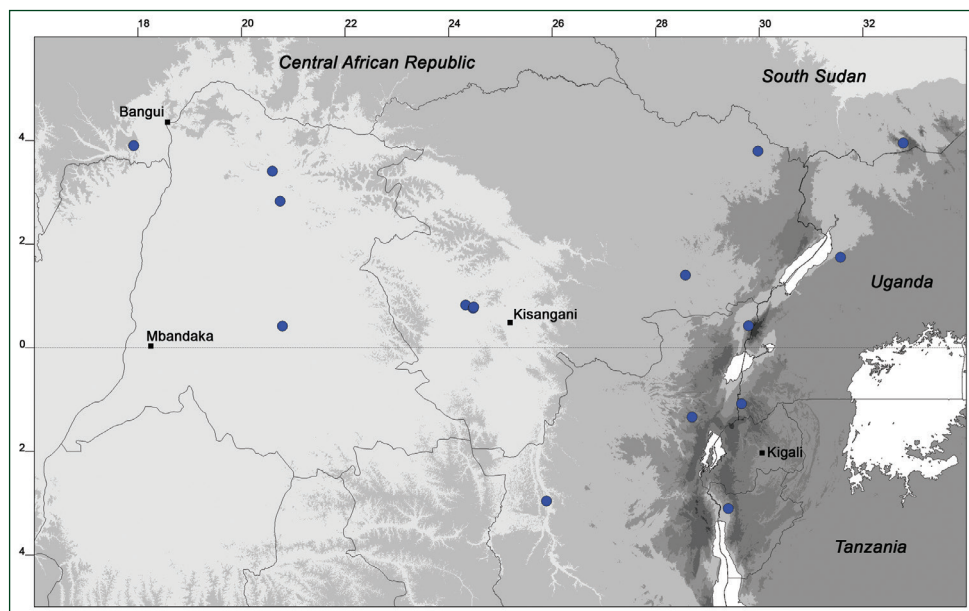 18 20 22 24 26 28 30 32
Central African Republic
South Sudan
Bangui
4
2
Uganda
Kisangani
Mbandaka
0
2
Kigali
4
Tanzania